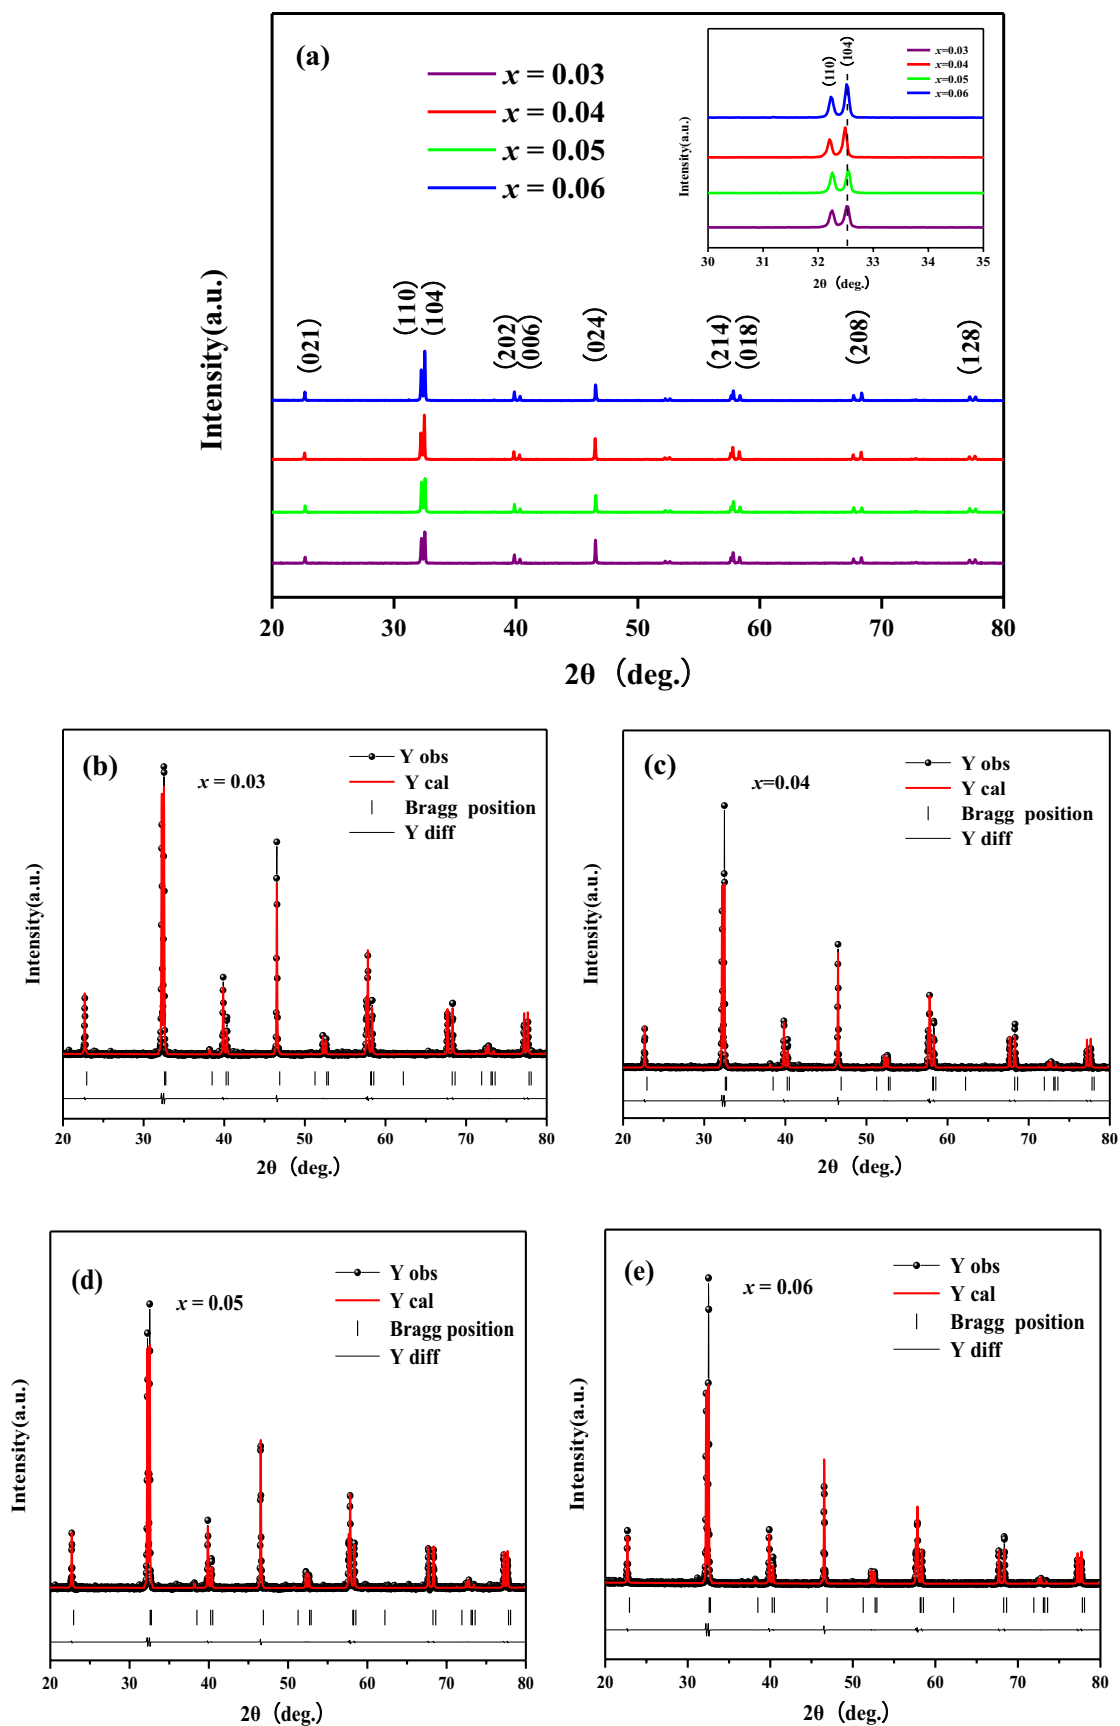 (a)
x = 0.03
x = 0.04
x = 0.05
x = 0.06
(110)
(104)
x=0.03
x=0.04
x=0.05
x=0.06
Intensity(a.u.)
30 31 32 33 34 35
2θ (deg.)
Intensity(a.u.)
(021)
(110)
(104)
(202)
(006)
(024)
(214)
(018)
(208)
(128)
20 30 40 50 60 70 80
2θ (deg.)
(b)
x = 0.03
Y obs
Y cal
Bragg position
Y diff
Intensity(a.u.)
20 30 40 50 60 70 80
2θ (deg.)
(c)
x=0.04
Y obs
Y cal
Bragg position
Y diff
Intensity(a.u.)
20 30 40 50 60 70 80
2θ (deg.)
(d)
x = 0.05
Y obs
Y cal
Bragg position
Y diff
Intensity(a.u.)
20 30 40 50 60 70 80
2θ (deg.)
(e)
x = 0.06
Y obs
Y cal
Bragg position
Y diff
Intensity(a.u.)
20 30 40 50 60 70 80
2θ (deg.)